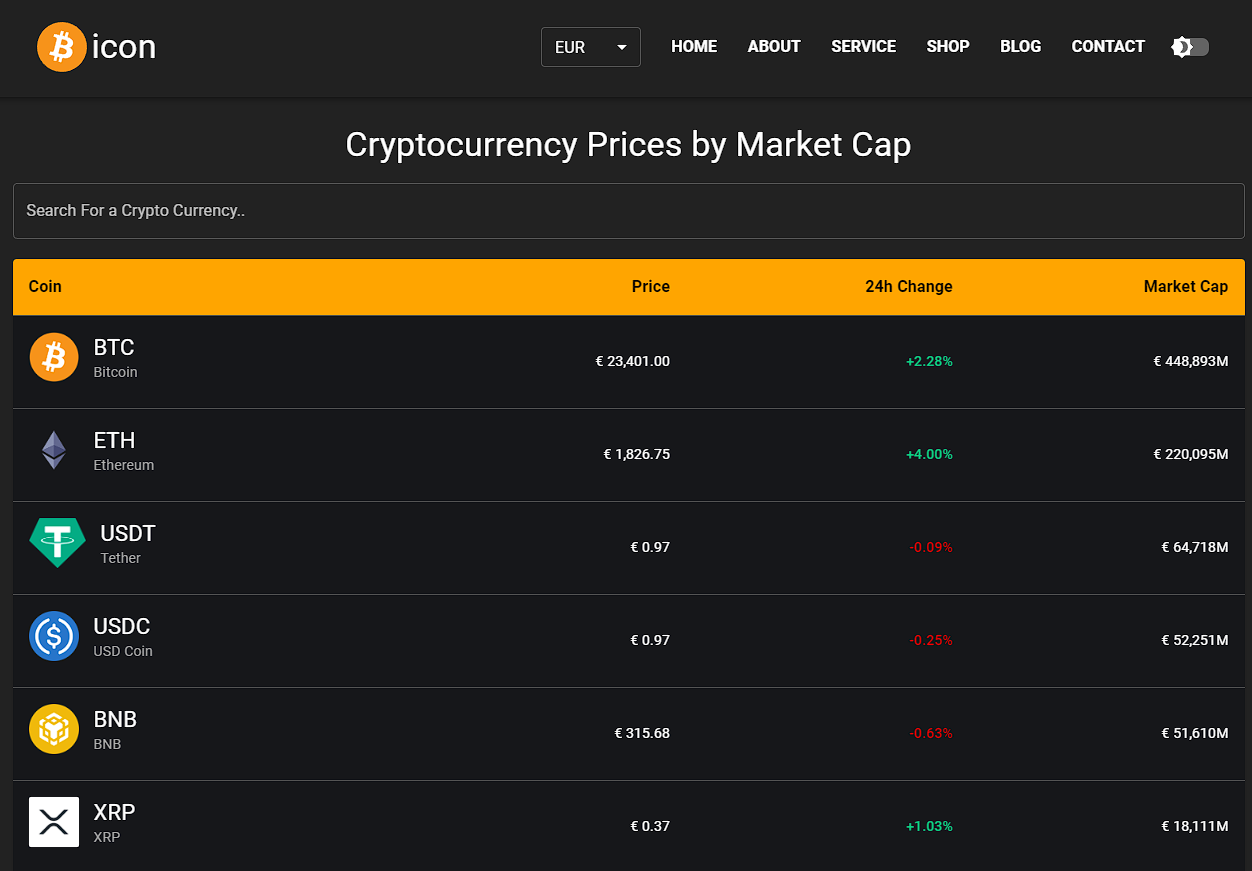 icon
EUR HOME ABOUT SERVICE SHOP BLOG CONTACT
Cryptocurrency Prices by Market Cap
Search For a Crypto Currency..
Coin Price 24h Change Market Cap
BTC
Bitcoin
€ 23,401.00 +2.28% € 448,893M
ETH
Ethereum
€ 1,826.75 +4.00% € 220,095M
USDT
Tether
€ 0.97 -0.09% € 64,718M
USDC
USD Coin
€ 0.97 -0.25% € 52,251M
BNB
BNB
€ 315.68 -0.63% € 51,610M
XRP
XRP
€ 0.37 +1.03% € 18,111M